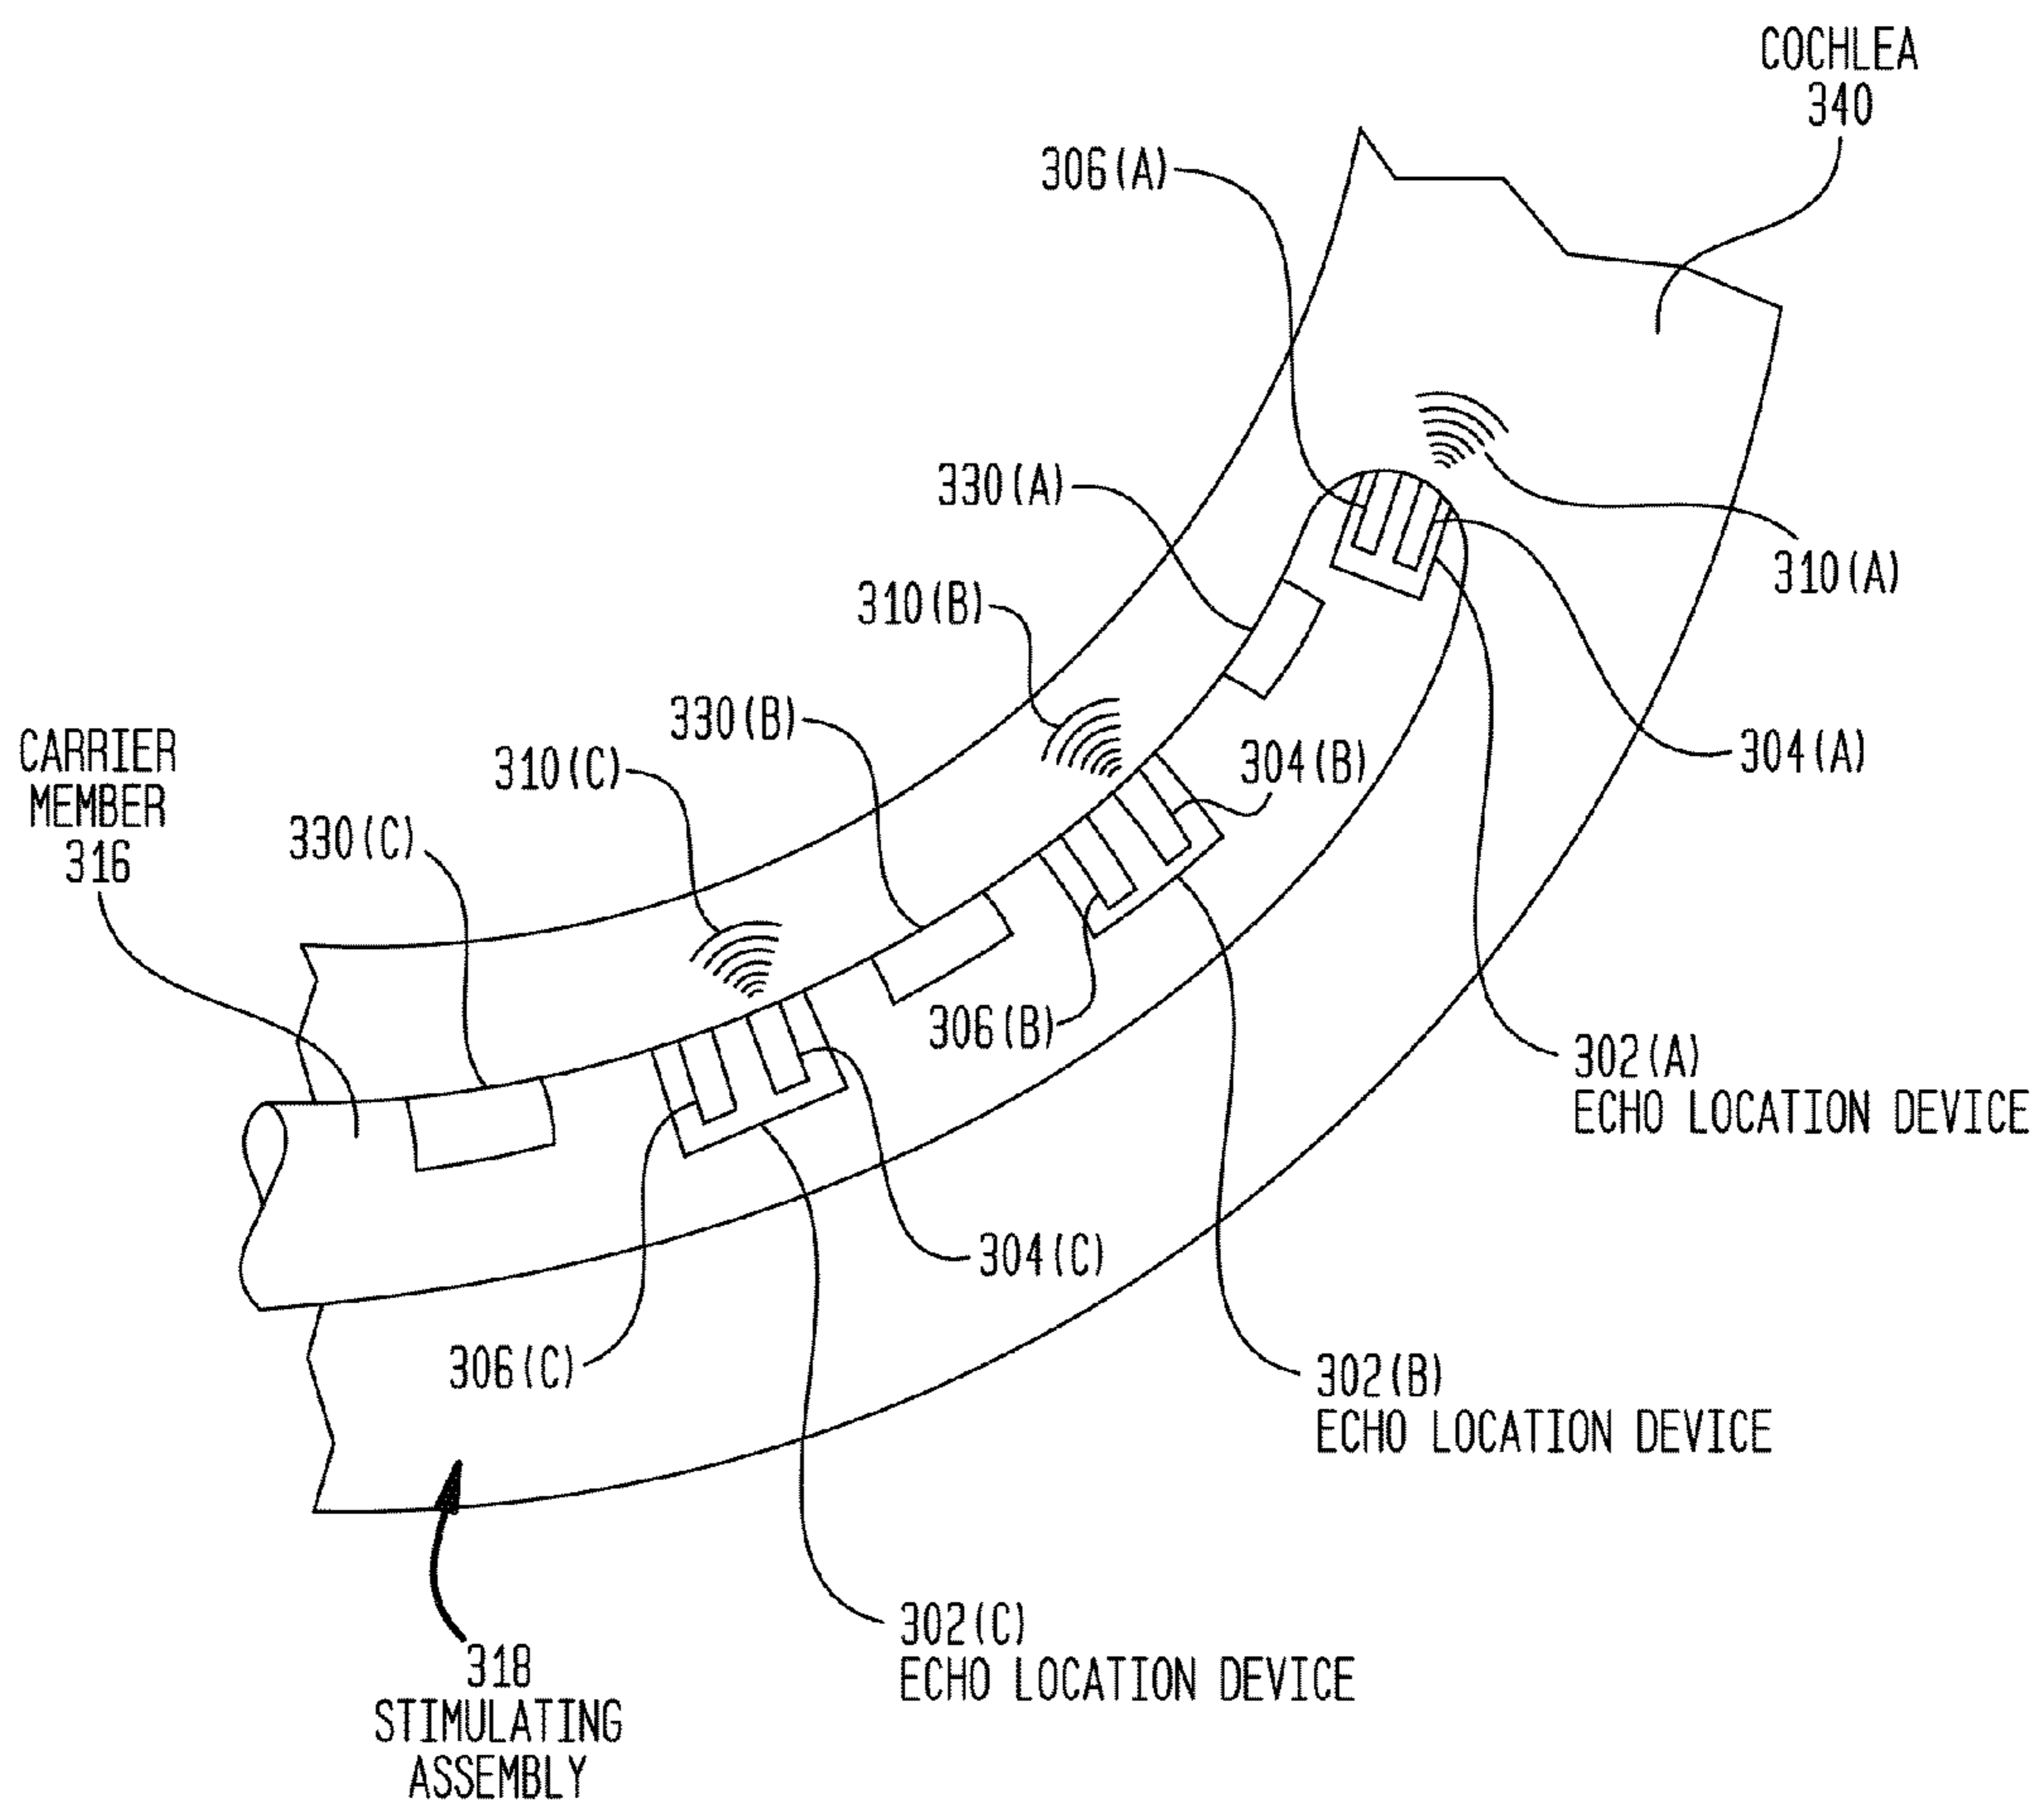 COCHLEA
340
306(A)
330(A)
310(A)
310(B)
330(B)
304(B)
304(A)
CARRIER
MEMBER
316
310(C)
330(C)
306(B)
302(A)
ECHO LOCATION DEVICE
304(C)
306(C)
302(B)
ECHO LOCATION DEVICE
302(C)
ECHO LOCATION DEVICE
318
STIMULATING
ASSEMBLY